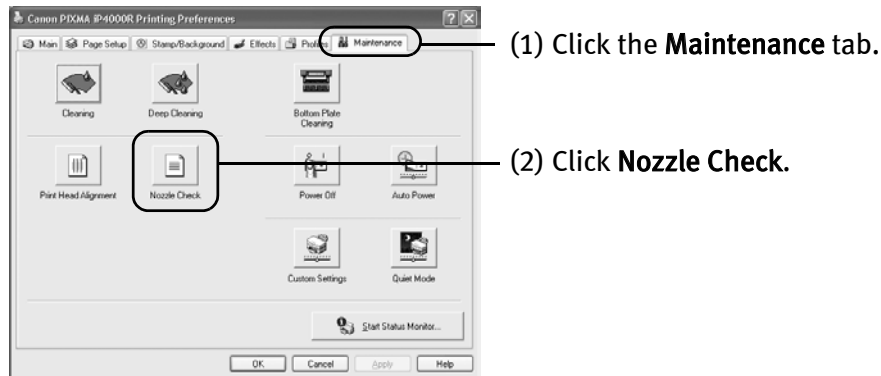 Canon PIXMA iP4000R Printing Preferences
Main Page Setup Stamp/Background Effects Profiles Maintenance
(1) Click the Maintenance tab.
Cleaning Deep Cleaning Bottom Plate
Cleaning
(2) Click Nozzle Check.
Print Head Alignment Nozzle Check Power Off Auto Power
Custom Settings Quiet Mode
Start Status Monitor...
OK Cancel Apply Help